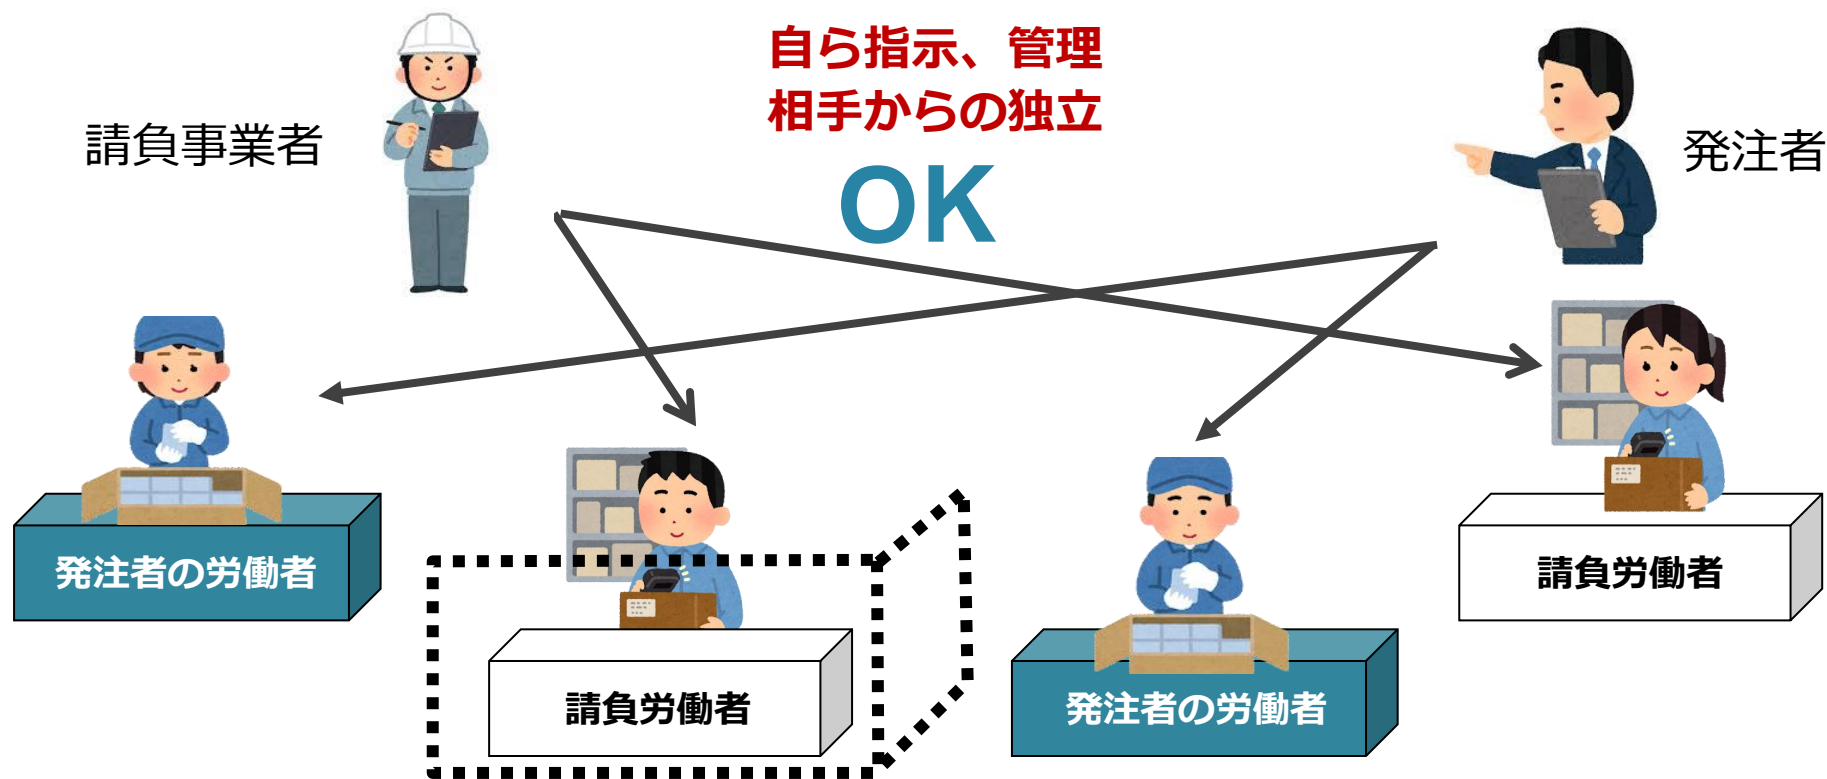 自ら指示、管理
相手からの独立
OK
請負事業者
発注者
発注者の労働者
請負労働者
発注者の労働者
請負労働者